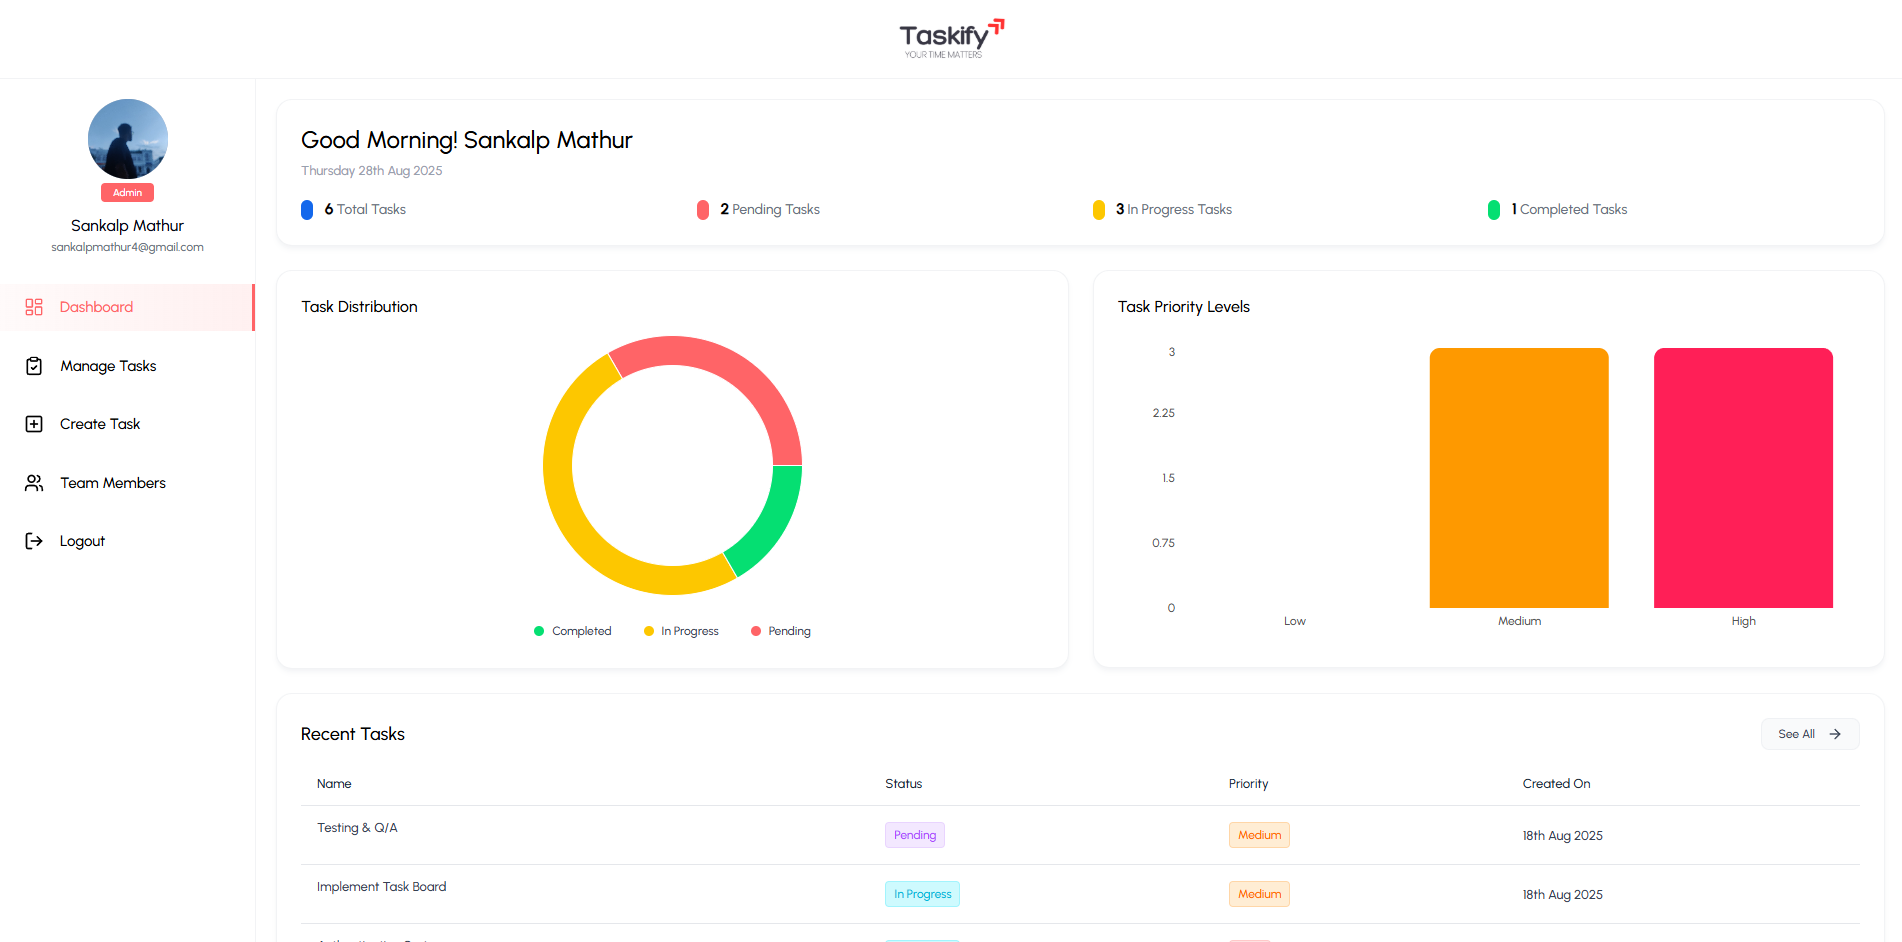 Taskify
YOUR TIME MATTERS
Admin
Sankalp Mathur
sankalpmathur4@gmail.com
Dashboard
Manage Tasks
Create Task
Team Members
Logout
Good Morning! Sankalp Mathur
Thursday 28th Aug 2025
6 Total Tasks
2 Pending Tasks
3 In Progress Tasks
1 Completed Tasks
Task Distribution
Completed
In Progress
Pending
Task Priority Levels
3
2.25
1.5
0.75
0
Low
Medium
High
Recent Tasks
See All
Name Status Priority Created On
Testing & Q/A Pending Medium 18th Aug 2025
Implement Task Board In Progress Medium 18th Aug 2025